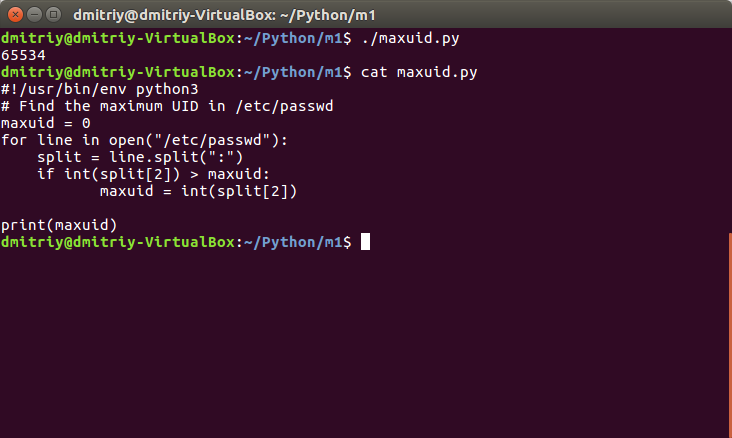 dmitriy@dmitriy-VirtualBox: ~/Python/m1
dmitriy@dmitriy-VirtualBox:~/Python/m1$ ./maxuid.py
65534
dmitriy@dmitriy-VirtualBox:~/Python/m1$ cat maxuid.py
#!/usr/bin/env python3
# Find the maximum UID in /etc/passwd
maxuid = 0
for line in open("/etc/passwd"):
    split = line.split(":")
    if int(split[2]) > maxuid:
            maxuid = int(split[2])

print(maxuid)
dmitriy@dmitriy-VirtualBox:~/Python/m1$